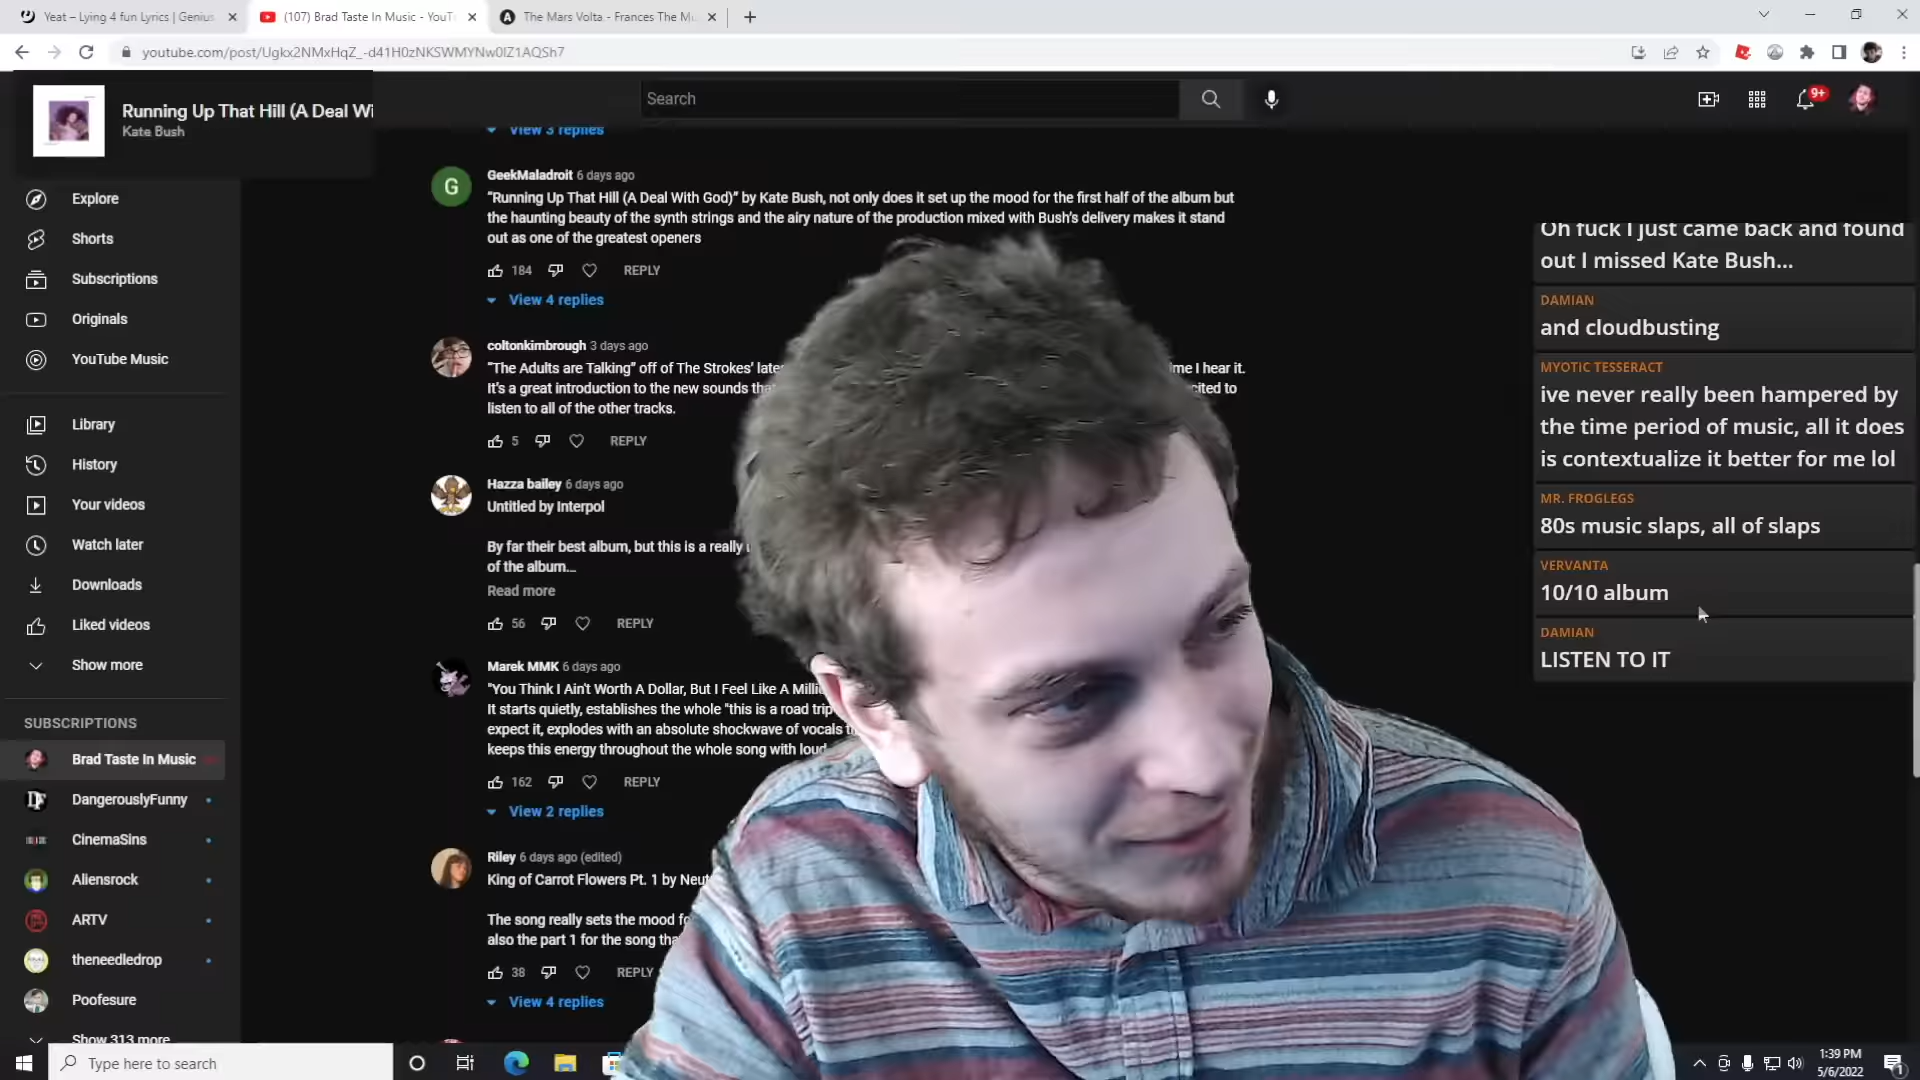 Yeat – Lying 4 fun Lyrics | Genius
(107) Brad Taste In Music - YouT
The Mars Volta - Frances The Mu
youtube.com/post/Ugkx2NMxHqZ_-d41H0zNKSWMYNw0lZ1AQSh7
Running Up That Hill (A Deal Wi
Kate Bush
Search
9+
Explore
Shorts
Subscriptions
Originals
YouTube Music
Library
History
Your videos
Watch later
Downloads
Liked videos
Show more
SUBSCRIPTIONS
Brad Taste In Music
DangerouslyFunny
CinemaSins
Aliensrock
ARTV
theneedledrop
Poofesure
Show 313 more
View 3 replies
G
GeekMaladroit 6 days ago
"Running Up That Hill (A Deal With God)" by Kate Bush, not only does it set up the mood for the first half of the album but
the haunting beauty of the synth strings and the airy nature of the production mixed with Bush's delivery makes it stand
out as one of the greatest openers
184 REPLY
View 4 replies
coltonkimbrough 3 days ago
"The Adults are Talking" off of The Strokes' late me I hear it.
It's a great introduction to the new sounds tha cited to
listen to all of the other tracks.
5 REPLY
Hazza bailey 6 days ago
Untitled by Interpol
By far their best album, but this is a really
of the album...
Read more
56 REPLY
Marek MMK 6 days ago
"You Think I Ain't Worth A Dollar, But I Feel Like A Milli
It starts quietly, establishes the whole "this is a road trip
expect it, explodes with an absolute shockwave of vocals
keeps this energy throughout the whole song with loud
162 REPLY
View 2 replies
Riley 6 days ago (edited)
King of Carrot Flowers Pt. 1 by Neut
The song really sets the mood fo
also the part 1 for the song tha
38 REPLY
View 4 replies
Oh fuck I just came back and found
out I missed Kate Bush...
DAMIAN
and cloudbusting
MYOTIC TESSERACT
ive never really been hampered by
the time period of music, all it does
is contextualize it better for me lol
MR. FROGLEGS
80s music slaps, all of slaps
VERVANTA
10/10 album
DAMIAN
LISTEN TO IT
Type here to search
1:39 PM
5/6/2022
1